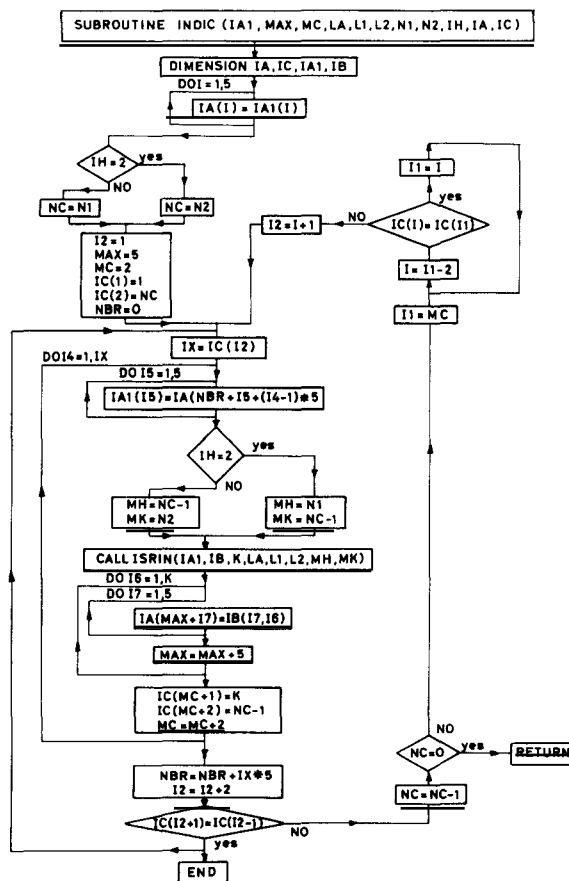 SUBROUTINE INDIC (IA1, MAX, MC, LA, L1, L2, N1, N2, IH, IA, IC)
DIMENSION IA, IC, IA1, IB
DOI = 1,5
IA(I) = IA1(I)
IH=2
yes
NO
NC=N1
NC=N2
I2=1
MAX=5
MC=2
IC(1)=1
IC(2)=NC
NBR=0
I1=I
yes
IC(I)=IC(I1)
NO
I2=I+1
I=I1-2
I1=MC
IX=IC(I2)
DOI4=1,IX
DO I5=1,5
IA1(I5)=IA(NBR+I5+(I4-1)*5
IH=2
yes
NO
MH=NC-1
MK=N2
MH=N1
MK=NC-1
CALLISRIN(IA1,IB,K,LA,L1,L2,MH,MK)
DO I6=1,K
DO I7=1,5
IA(MAX+I7)=IB(I7,I6)
MAX=MAX+5
IC(MC+1)=K
IC(MC+2)=NC-1
MC=MC+2
NO
NC=0
yes
RETURN
NBR=NBR+IX*5
I2=I2+2
NC=NC-1
IC(I2+1)=IC(I2-1)
NO
yes
END